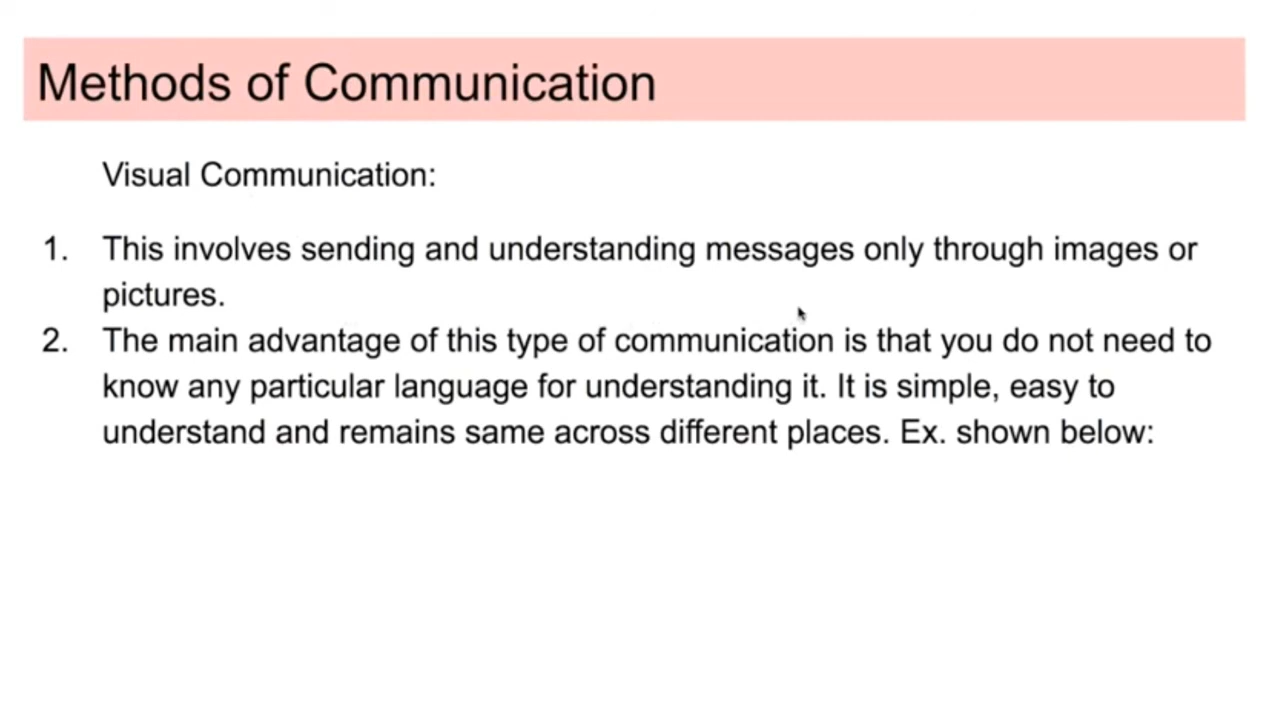 Methods of Communication
Visual Communication:
1. This involves sending and understanding messages only through images or
pictures.
2. The main advantage of this type of communication is that you do not need to
know any particular language for understanding it. It is simple, easy to
understand and remains same across different places. Ex. shown below: